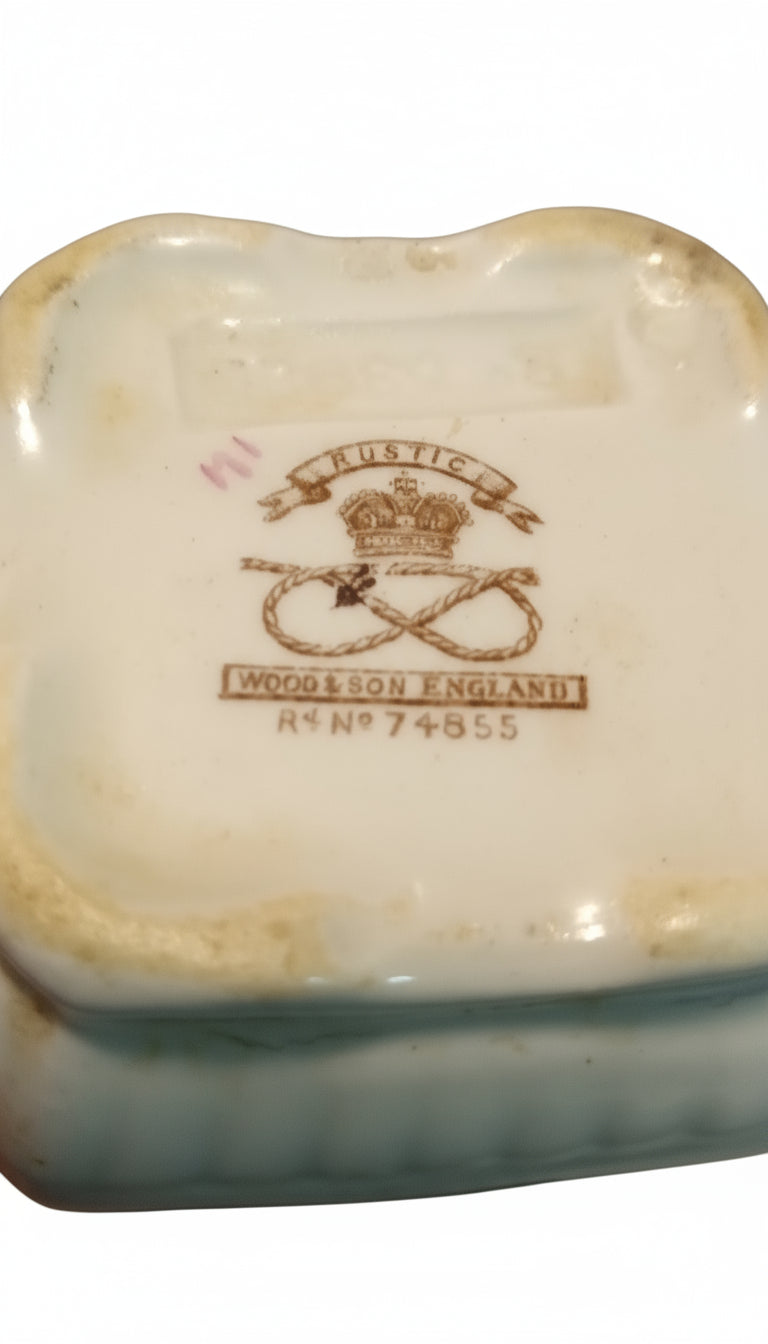 RUSTIC
WOOD & SON ENGLAND
Rᵈ Nº 74855